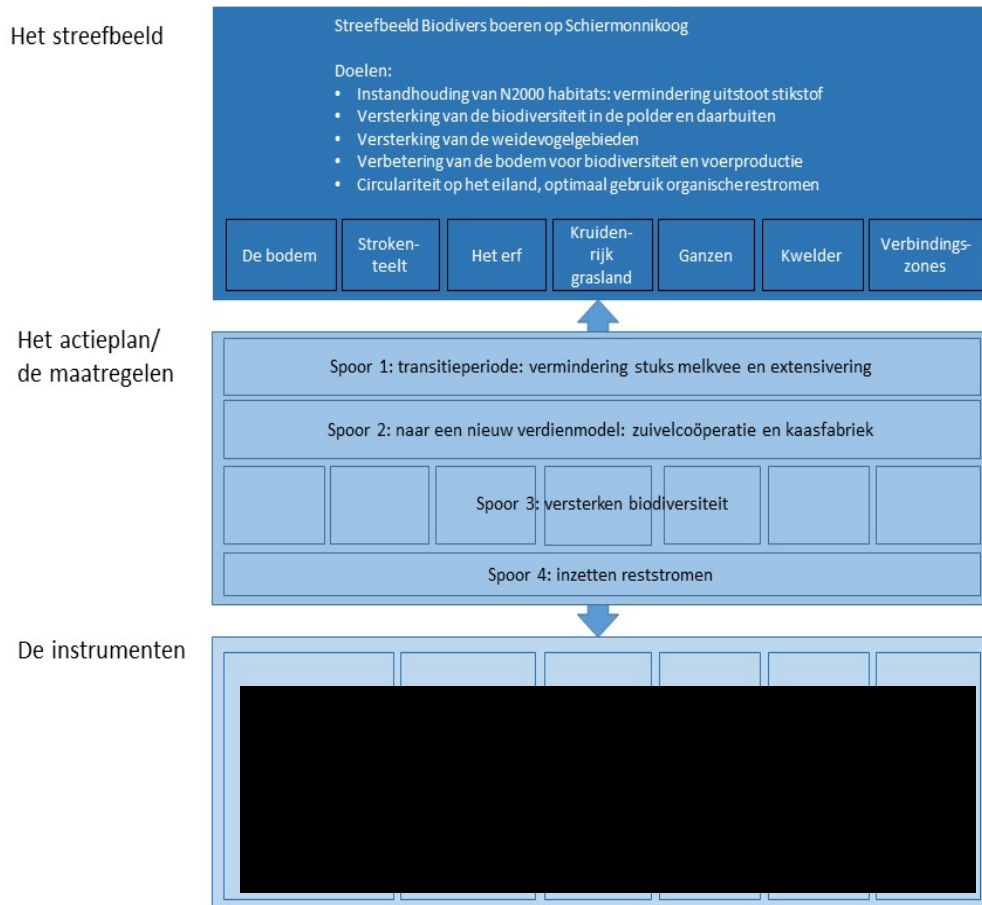 Het streefbeeld
Streefbeeld Biodivers boeren op Schiermonnikoog
Doelen:
• Instandhouding van N2000 habitats: vermindering uitstoot stikstof
• Versterking van de biodiversiteit in de polder en daarbuiten
• Versterking van de weidevogelgebieden
• Verbetering van de bodem voor biodiversiteit en voerproductie
• Circulariteit op het eiland, optimaal gebruik organische restromen
De bodem
Stroken-
teelt
Het erf
Kruiden-
rijk
grasland
Ganzen
Kwelder
Verbindings-
zones
Het actieplan/
de maatregelen
Spoor 1: transitieperiode: vermindering stuks melkvee en extensivering
Spoor 2: naar een nieuw verdienmodel: zuivelcoöperatie en kaasfabriek
Spoor 3: versterken biodiversiteit
Spoor 4: inzetten reststromen
De instrumenten